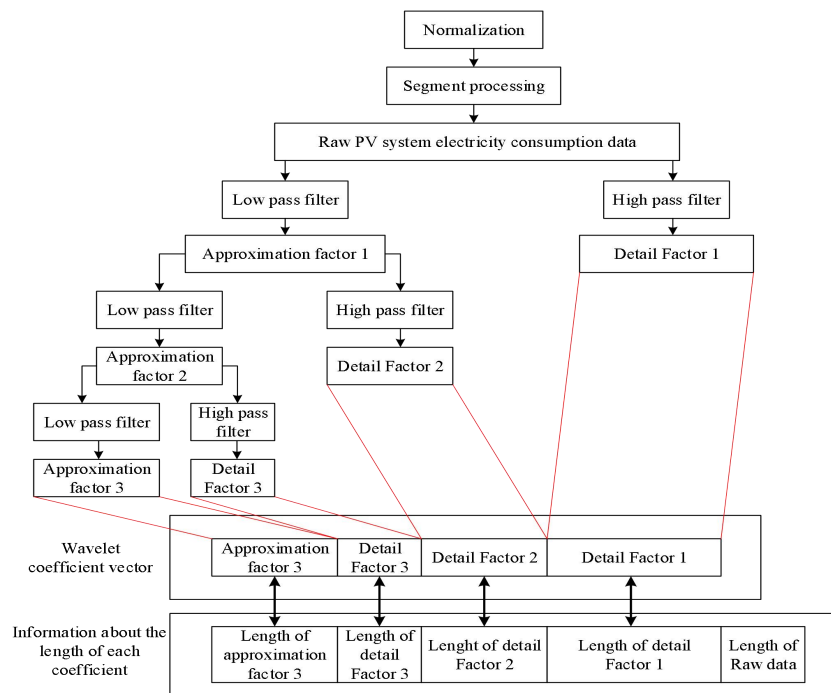 Normalization
Segment processing
Raw PV system electricity consumption data
Low pass filter
High pass filter
Approximation factor 1
Detail Factor 1
Low pass filter
High pass filter
Approximation
factor 2
Detail Factor 2
Low pass filter
High pass
filter
Approximation
factor 3
Detail
Factor 3
Wavelet
coefficient vector
Approximation
factor 3
Detail
Factor 3
Detail Factor 2
Detail Factor 1
Information about the
length of each
coefficient
Length of
approximation
factor 3
Length of
detail
Factor 3
Lenght of detail
Factor 2
Length of detail
Factor 1
Length of
Raw data